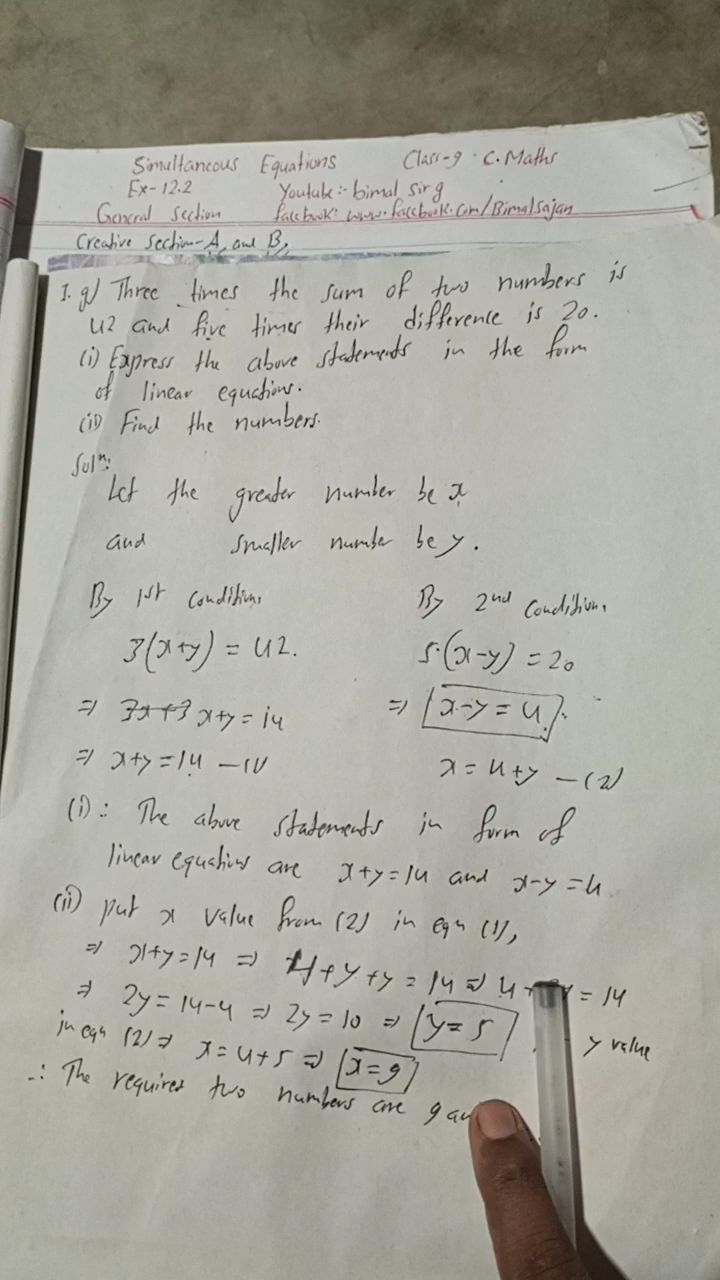 Simultaneous Equations Class-9 C. Maths
Ex-12.2 Youtube:- bimal sir g
General Section facebook: www.facebook.com/Bimalsajan
Creative Section-A and B,
1. g) Three times the sum of two numbers is
42 and five times their difference is 20.
(i) Express the above statements in the form
of linear equations.
(ii) Find the numbers.
Solⁿ:
Let the greater number be x
and smaller number be y.
By 1st condition,
3(x+y) = 42.
⇒ x+y = 14
⇒ x+y = 14 —(1)
By 2nd condition,
5.(x-y) = 20
⇒ x-y = 4.
x = 4+y —(2)
(i) ∴ The above statements in form of
linear equations are x+y=14 and x-y=4
(ii) put x value from (2) in eqn (1),
⇒ x+y=14 ⇒ 4+y+y = 14 ⇒ 4+ = 14
⇒ 2y = 14-4 ⇒ 2y = 10 ⇒ y=5
y value
in eqn (2) ⇒ x = 4+5 ⇒ x=9
∴ The required two numbers are 9